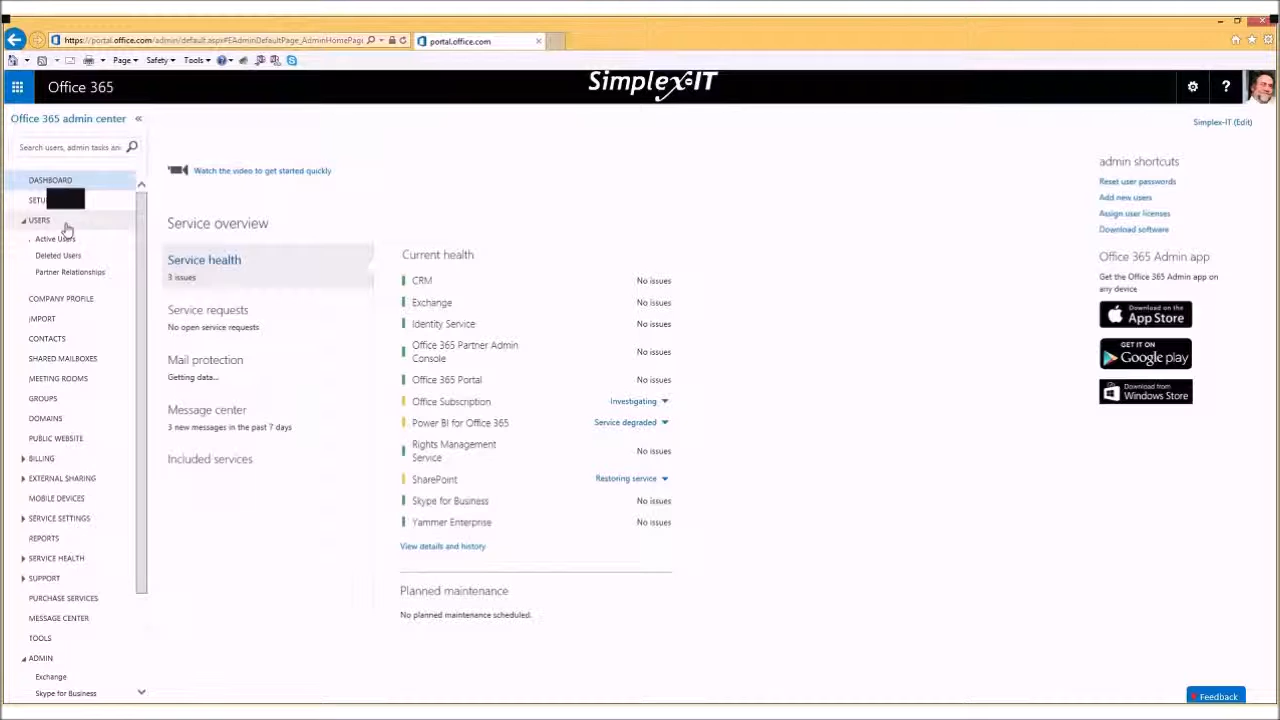 https://portal.office.com/admin/default.aspx#EAdminDefaultPage_AdminHomePagi
portal.office.com
Page
Safety
Tools
Office 365
Simplex-IT
Office 365 admin center «
Simplex-IT (Edit)
Search users, admin tasks an
DASHBOARD
SETU
USERS
Active Users
Deleted Users
Partner Relationships
COMPANY PROFILE
IMPORT
CONTACTS
SHARED MAILBOXES
MEETING ROOMS
GROUPS
DOMAINS
PUBLIC WEBSITE
BILLING
EXTERNAL SHARING
MOBILE DEVICES
SERVICE SETTINGS
REPORTS
SERVICE HEALTH
SUPPORT
PURCHASE SERVICES
MESSAGE CENTER
TOOLS
ADMIN
Exchange
Skype for Business
Watch the video to get started quickly
Service overview
Service health
3 issues
Service requests
No open service requests
Mail protection
Getting data...
Message center
3 new messages in the past 7 days
Included services
Current health
CRM No issues
Exchange No issues
Identity Service No issues
Office 365 Partner Admin
Console No issues
Office 365 Portal No issues
Office Subscription Investigating
Power BI for Office 365 Service degraded
Rights Management
Service No issues
SharePoint Restoring service
Skype for Business No issues
Yammer Enterprise No issues
View details and history
Planned maintenance
No planned maintenance scheduled.
admin shortcuts
Reset user passwords
Add new users
Assign user licenses
Download software
Office 365 Admin app
Get the Office 365 Admin app on
any device
Download on the
App Store
GET IT ON
Google play
Download from
Windows Store
Feedback